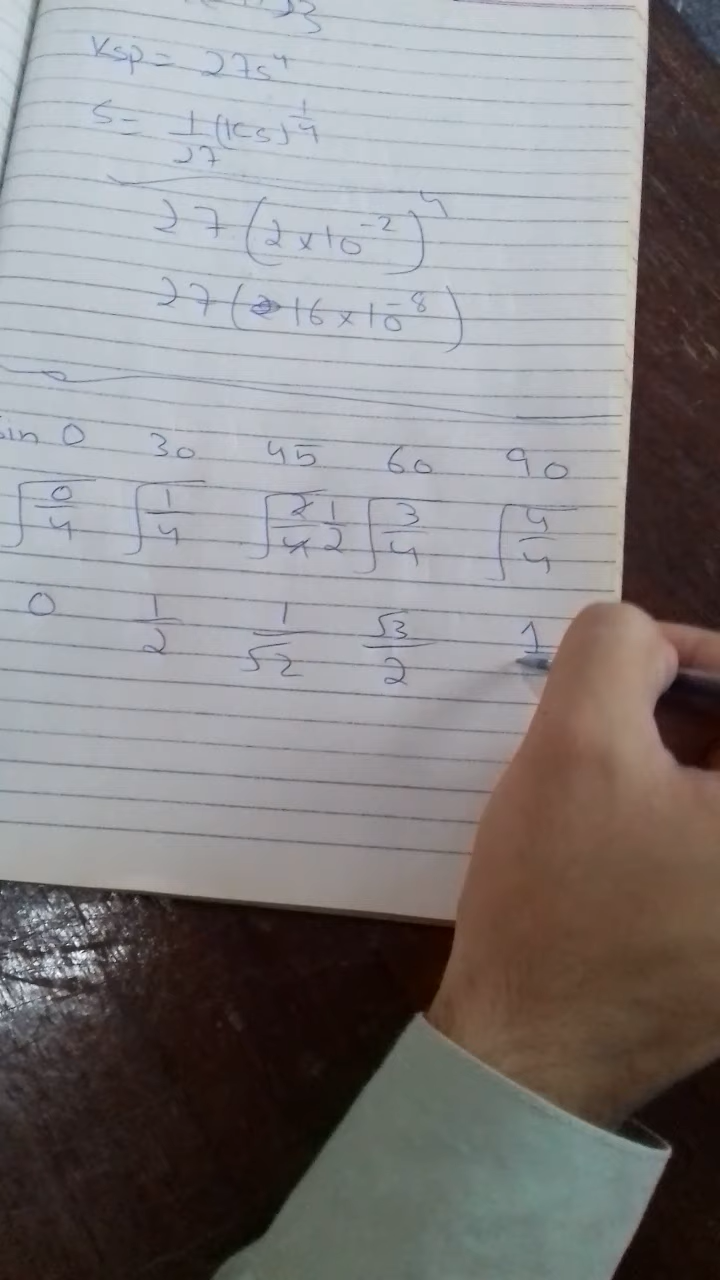 Ksp = 27s⁴
S = 1/27 (Ks)^1/4
27 (2 × 10⁻²)⁴
27 (16 × 10⁻⁸)
sin 0 30 45 60 90
√0/4 √1/4 √2/4 1/2 √3/4 √4/4
0 1/2 1/√2 √3/2 1